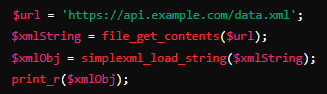 $url = 'https://api.example.com/data.xml';
$xmlString = file_get_contents($url);
$xmlObj = simplexml_load_string($xmlString);
print_r($xmlObj);